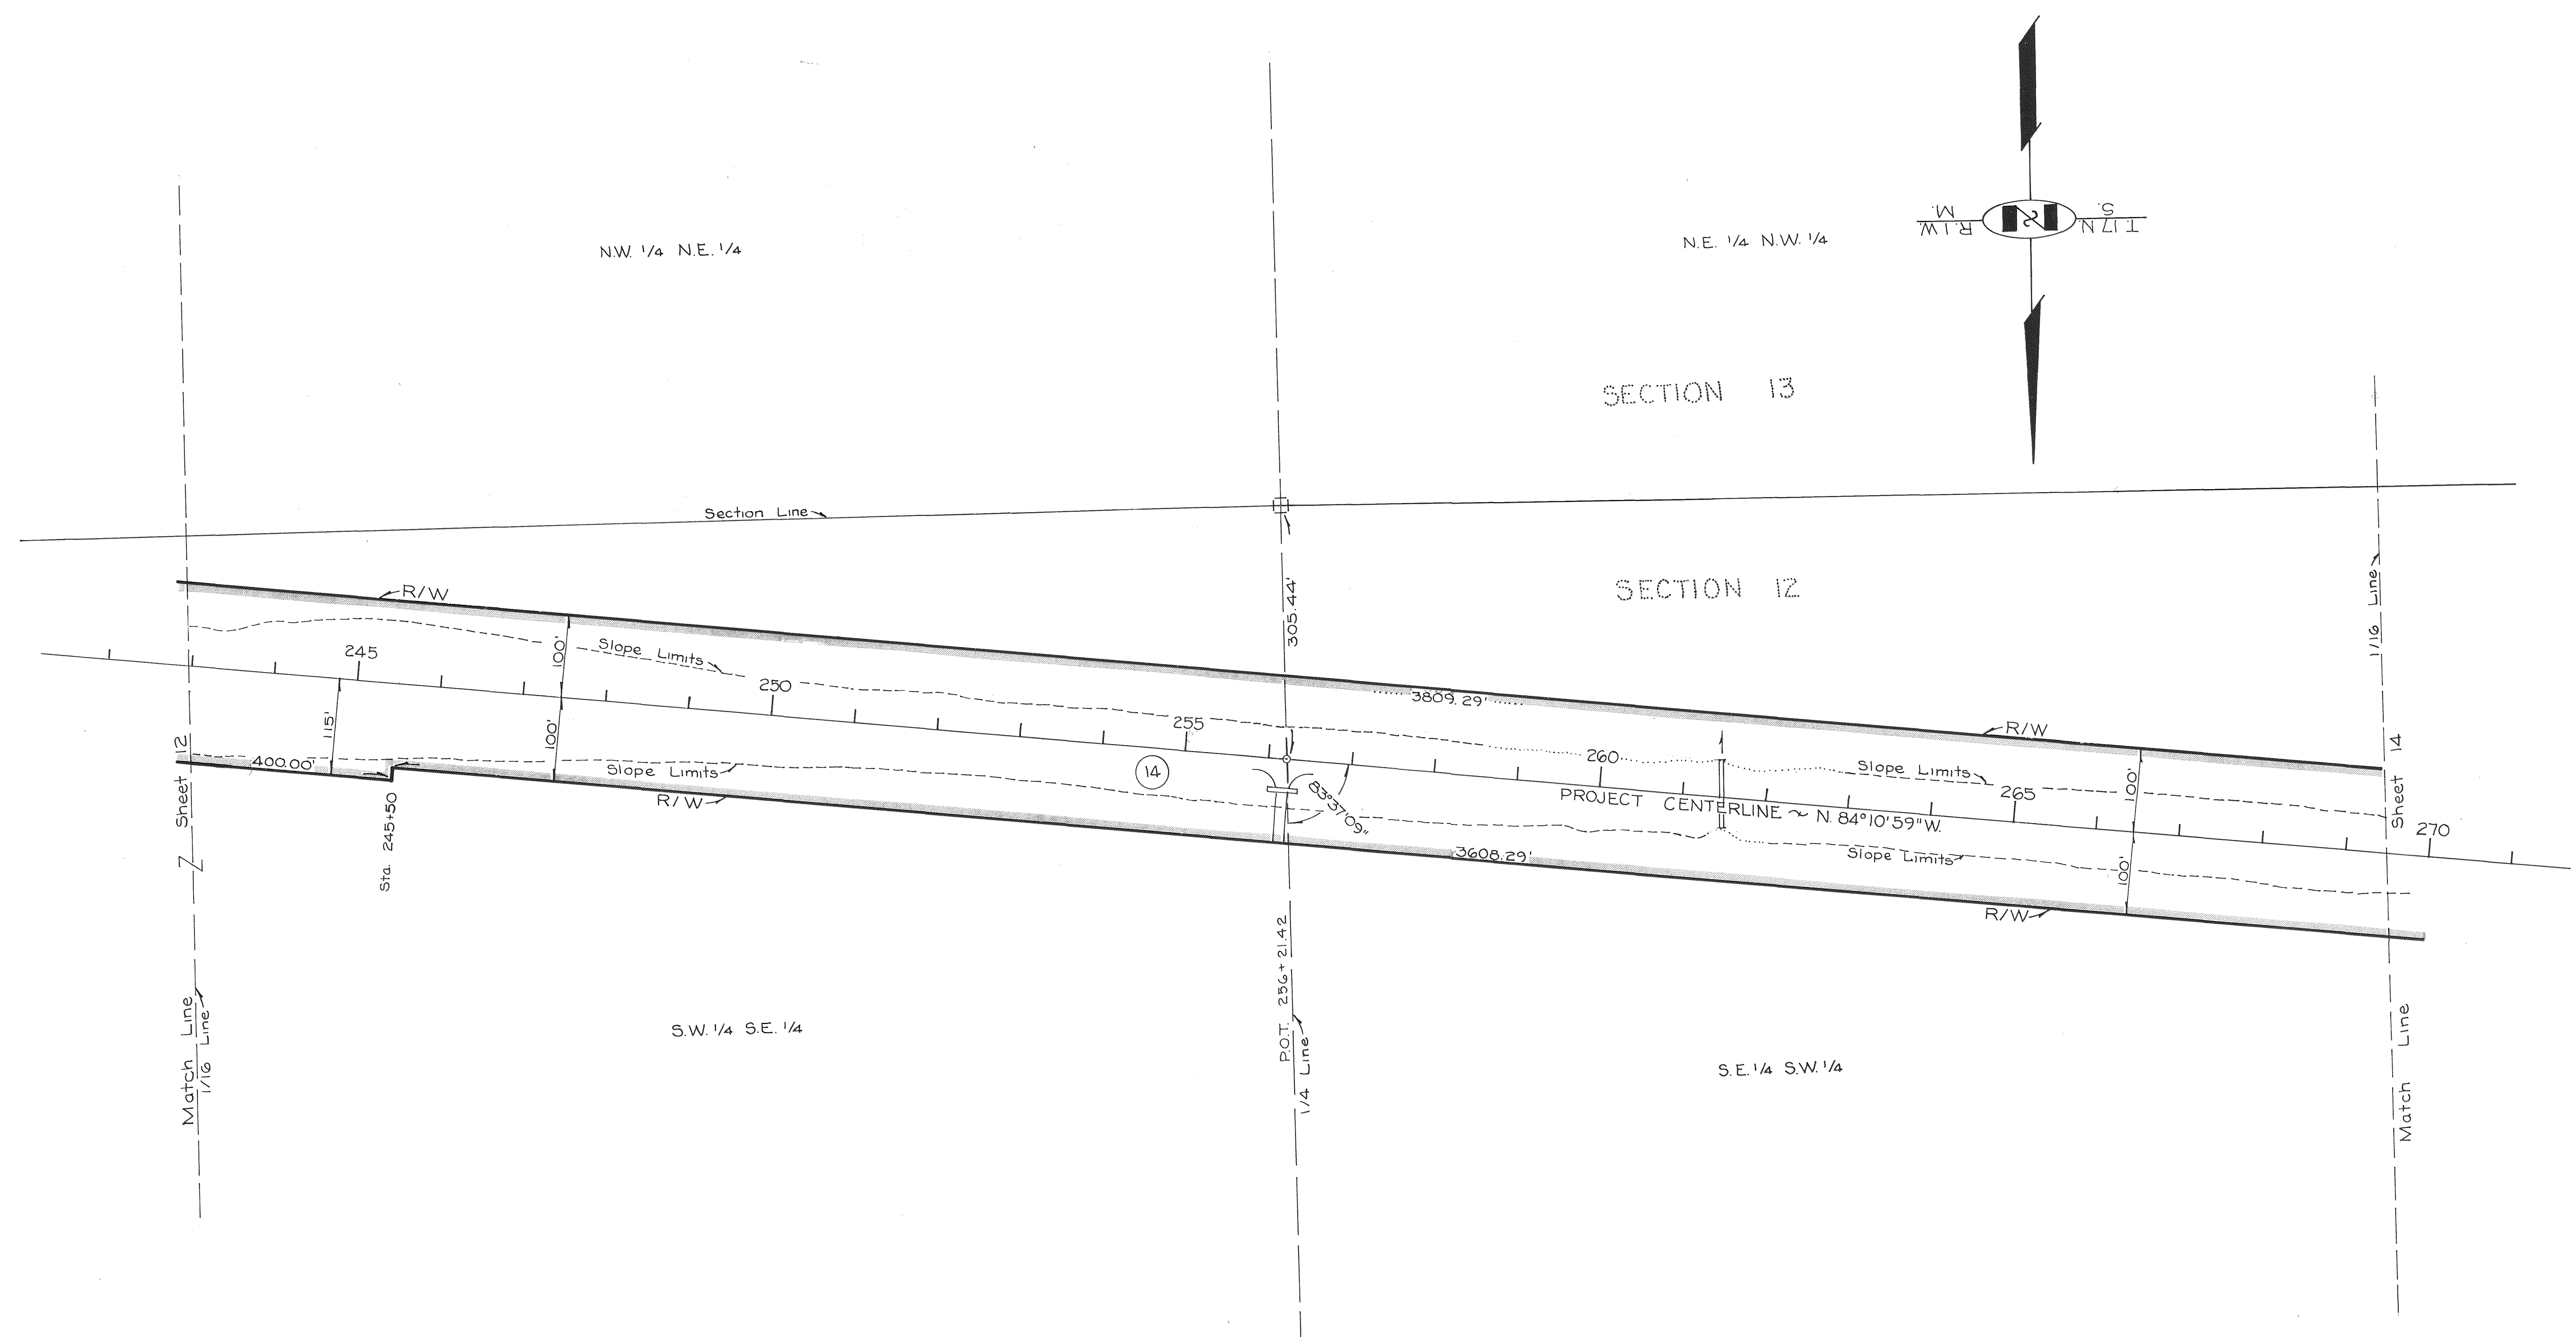 N.W. 1/4 N.E. 1/4
N.E. 1/4 N.W. 1/4
T. 17 N.
S.
R. 1 W.
M.
N
SECTION 13
Section Line
SECTION 12
305.44'
1/16 Line
R/W
245
100'
Slope Limits
250
3809.29'
255
R/W
115'
100'
260
Slope Limits
100'
265
Sheet 14
Sheet 12
400.00'
Slope Limits
14
83°37'09"
PROJECT CENTERLINE ~ N. 84°10'59" W.
270
R/W
Sta. 245+50
3608.29'
Slope Limits
100'
R/W
P.O.T. 256+21.42
1/4 Line
Match Line
1/16 Line
S.W. 1/4 S.E. 1/4
S.E. 1/4 S.W. 1/4
Match Line